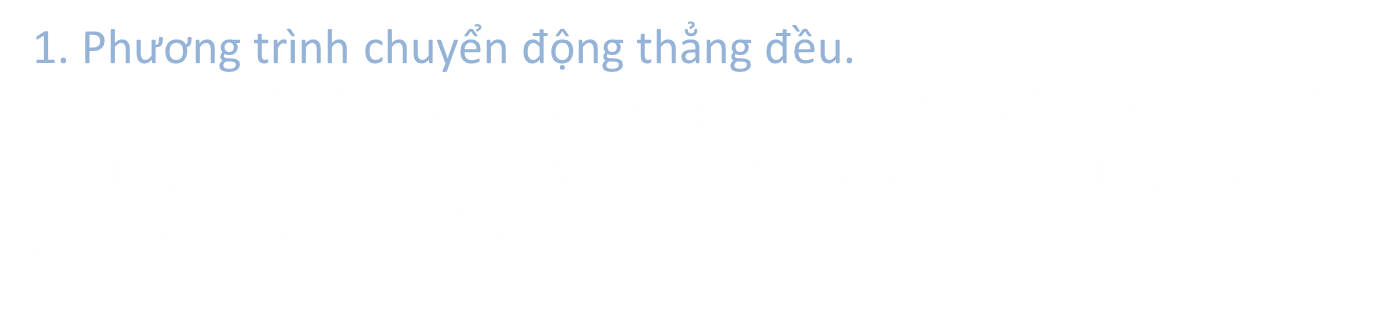 1. Phương trình chuyển động thẳng đều.